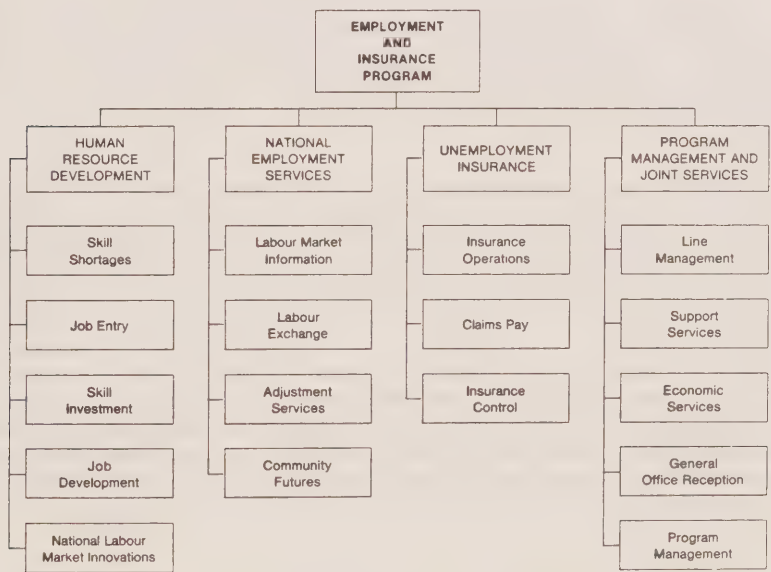 EMPLOYMENT
AND
INSURANCE
PROGRAM
HUMAN
RESOURCE
DEVELOPMENT
Skill
Shortages
Job Entry
Skill
Investment
Job
Development
National Labour
Market Innovations
NATIONAL
EMPLOYMENT
SERVICES
Labour Market
Information
Labour
Exchange
Adjustment
Services
Community
Futures
UNEMPLOYMENT
INSURANCE
Insurance
Operations
Claims Pay
Insurance
Control
PROGRAM
MANAGEMENT AND
JOINT SERVICES
Line
Management
Support
Services
Economic
Services
General
Office Reception
Program
Management